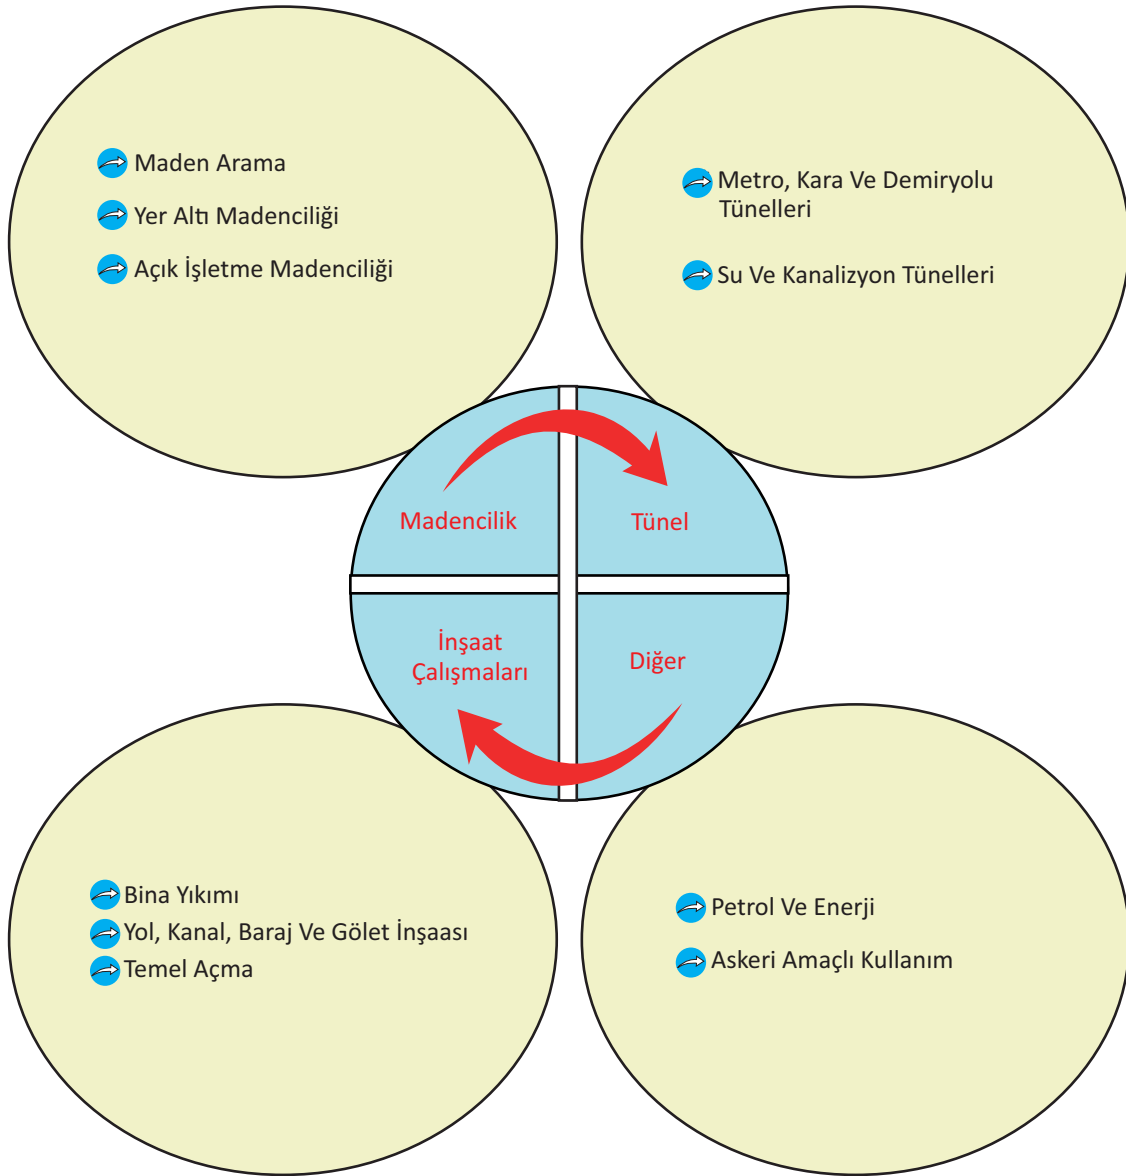 Maden Arama
Yer Altı Madenciliği
Açık İşletme Madenciliği
Metro, Kara Ve Demiryolu
Tünelleri
Su Ve Kanalizyon Tünelleri
Madencilik
Tünel
İnşaat
Çalışmaları
Diğer
Bina Yıkımı
Yol, Kanal, Baraj Ve Gölet İnşaası
Temel Açma
Petrol Ve Enerji
Askeri Amaçlı Kullanım